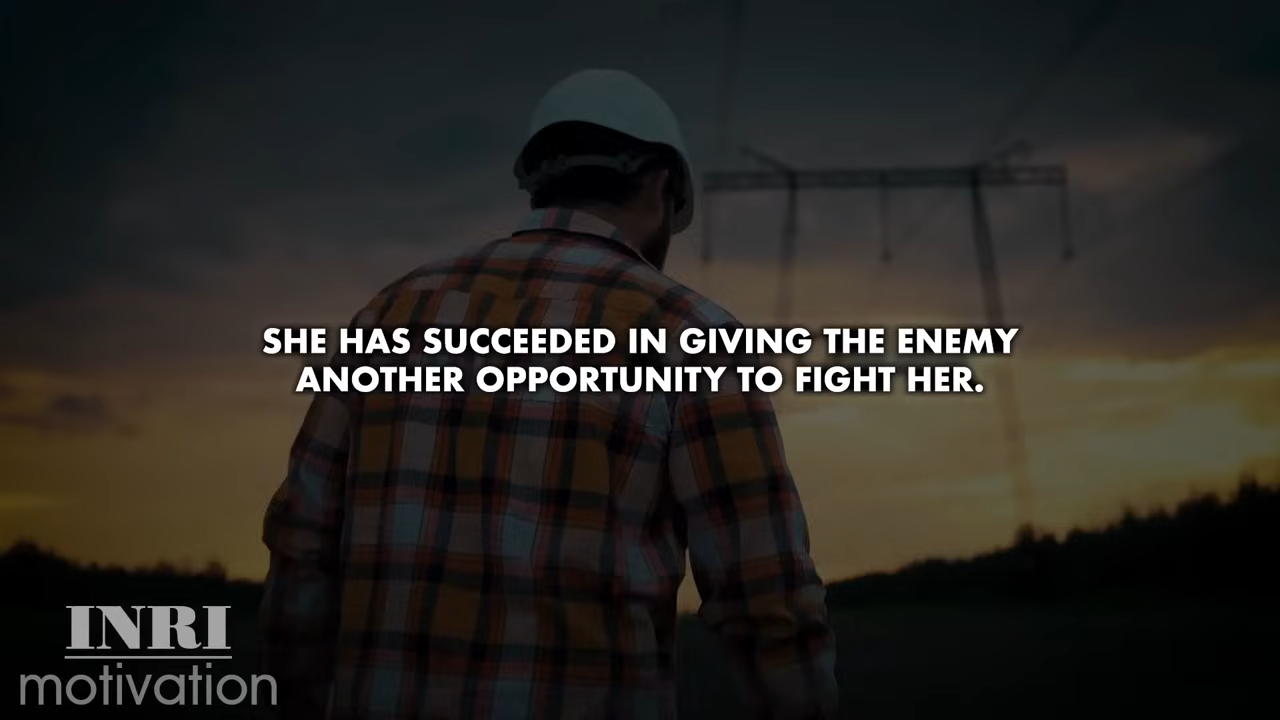 SHE HAS SUCCEEDED IN GIVING THE ENEMY
ANOTHER OPPORTUNITY TO FIGHT HER.
INRI
motivation